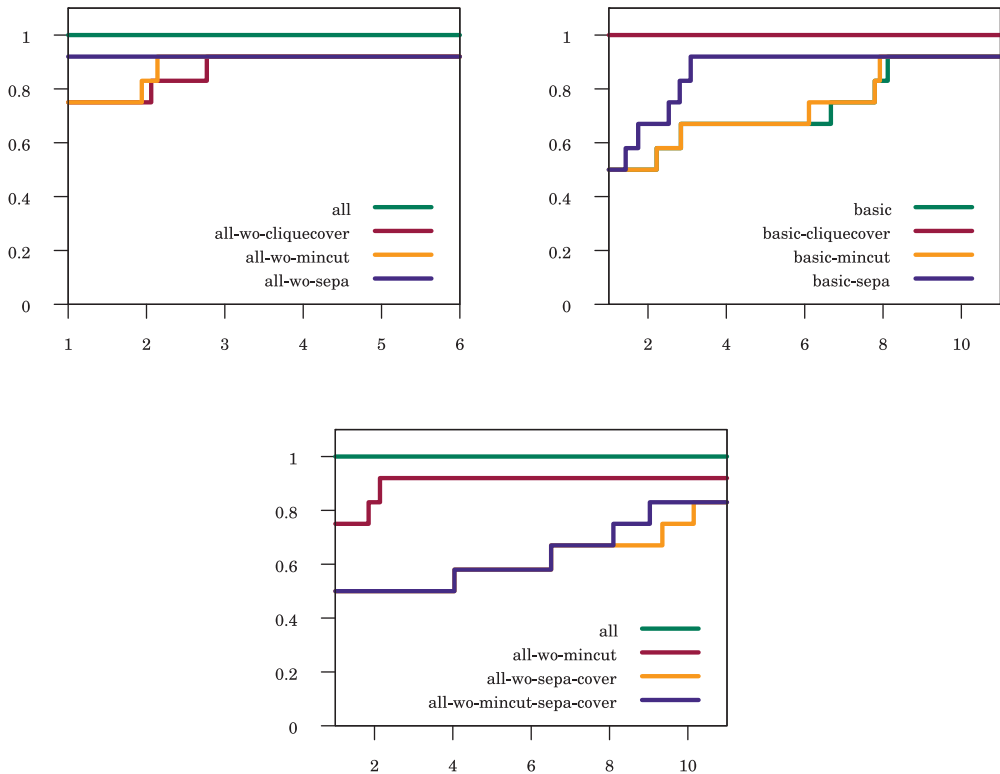 1
0.8
0.6
0.4
0.2
0
all
all-wo-cliquecover
all-wo-mincut
all-wo-sepa
1 2 3 4 5 6
1
0.8
0.6
0.4
0.2
0
basic
basic-cliquecover
basic-mincut
basic-sepa
2 4 6 8 10
1
0.8
0.6
0.4
0.2
0
all
all-wo-mincut
all-wo-sepa-cover
all-wo-mincut-sepa-cover
2 4 6 8 10